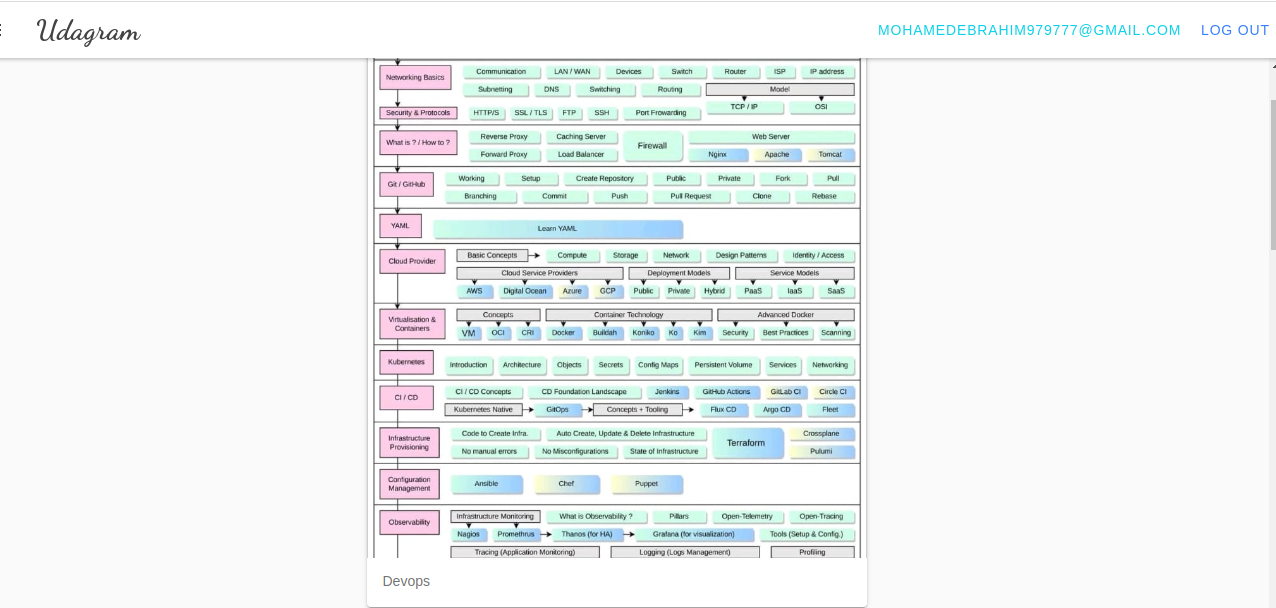 Udagram
MOHAMEDEBRAHIM979777@GMAIL.COM LOG OUT
Networking Basics
Communication LAN / WAN Devices Switch Router ISP IP address
Subnetting DNS Switching Routing Model
TCP / IP OSI
Security & Protocols
HTTP/S SSL / TLS FTP SSH Port Frowarding
What is ? / How to ?
Reverse Proxy Caching Server Firewall Web Server
Forward Proxy Load Balancer Nginx Apache Tomcat
Git / GitHub
Working Setup Create Repository Public Private Fork Pull
Branching Commit Push Pull Request Clone Rebase
YAML
Learn YAML
Cloud Provider
Basic Concepts Compute Storage Network Design Patterns Identity / Access
Cloud Service Providers Deployment Models Service Models
AWS Digital Ocean Azure GCP Public Private Hybrid PaaS IaaS SaaS
Virtualisation &
Containers
Concepts Container Technology Advanced Docker
VM OCI CRI Docker Buildah Koniko Ko Kim Security Best Practices Scanning
Kubernetes
Introduction Architecture Objects Secrets Config Maps Persistent Volume Services Networking
CI / CD
CI / CD Concepts CD Foundation Landscape Jenkins GitHub Actions GitLab CI Circle CI
Kubernetes Native GitOps Concepts + Tooling Flux CD Argo CD Fleet
Infrastructure
Provisioning
Code to Create Infra. Auto Create, Update & Delete Infrastructure Terraform Crossplane
No manual errors No Misconfigurations State of Infrastructure Pulumi
Configuration
Management
Ansible Chef Puppet
Observability
Infrastructure Monitoring What is Observability ? Pillars Open-Telemetry Open-Tracing
Nagios Promethrus Thanos (for HA) Grafana (for visualization) Tools (Setup & Config.)
Tracing (Application Monitoring) Logging (Logs Management) Profiling
Devops